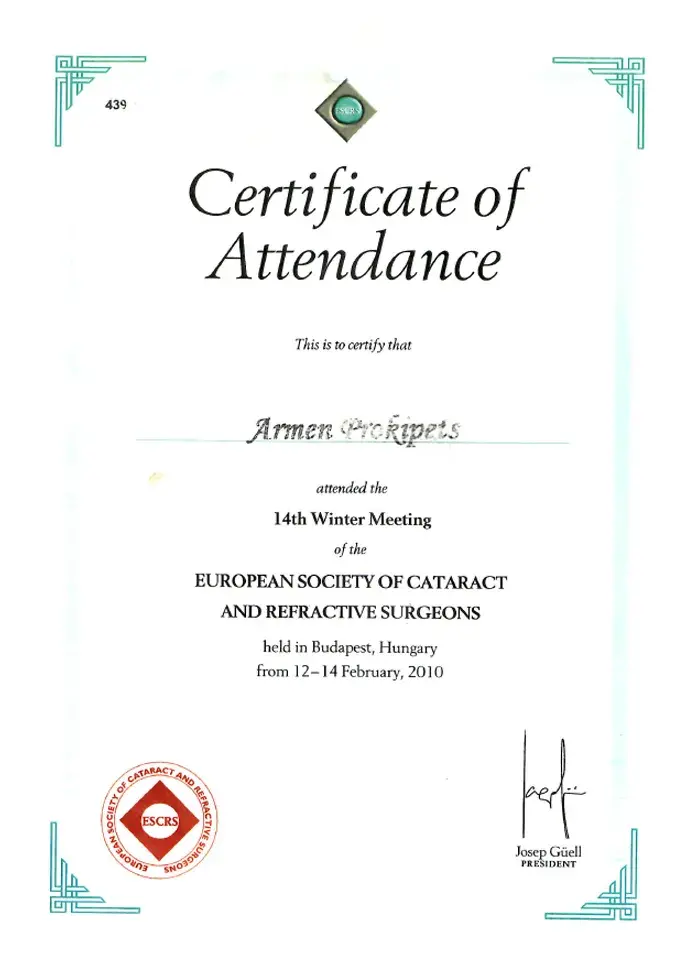 439
ESCRS
Certificate of
Attendance
This is to certify that
Armen Prokipets
attended the
14th Winter Meeting
of the
EUROPEAN SOCIETY OF CATARACT
AND REFRACTIVE SURGEONS
held in Budapest, Hungary
from 12–14 February, 2010
EUROPEAN SOCIETY OF CATARACT AND REFRACTIVE SURGEONS
ESCRS
Josep Güell
PRESIDENT